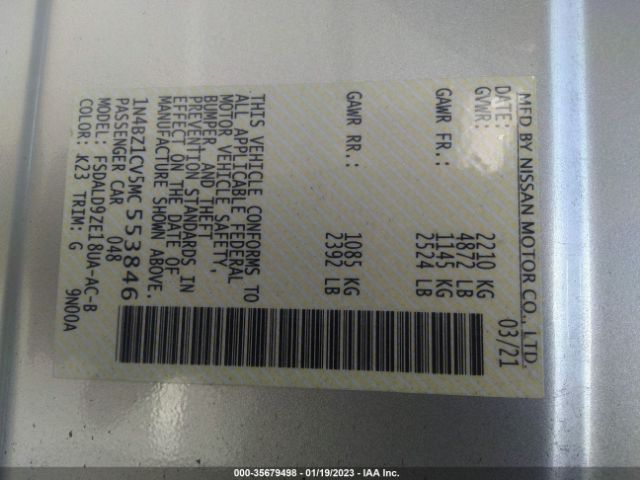 MFD BY NISSAN MOTOR CO., LTD.
DATE: 03/21
GVWR: 2210 KG
4872 LB
GAWR FR.: 1145 KG
2524 LB
GAWR RR.: 1085 KG
2392 LB
THIS VEHICLE CONFORMS TO
ALL APPLICABLE FEDERAL
MOTOR VEHICLE SAFETY,
BUMPER, AND THEFT
PREVENTION STANDARDS IN
EFFECT ON THE DATE OF
MANUFACTURE SHOWN ABOVE.
1N4BZ1CV5MC553846
PASSENGER CAR 048
MODEL: FSDALD9ZE18UA-AC-B
COLOR: K23 TRIM: G 9N00A
000-35679498 - 01/19/2023 - IAA Inc.